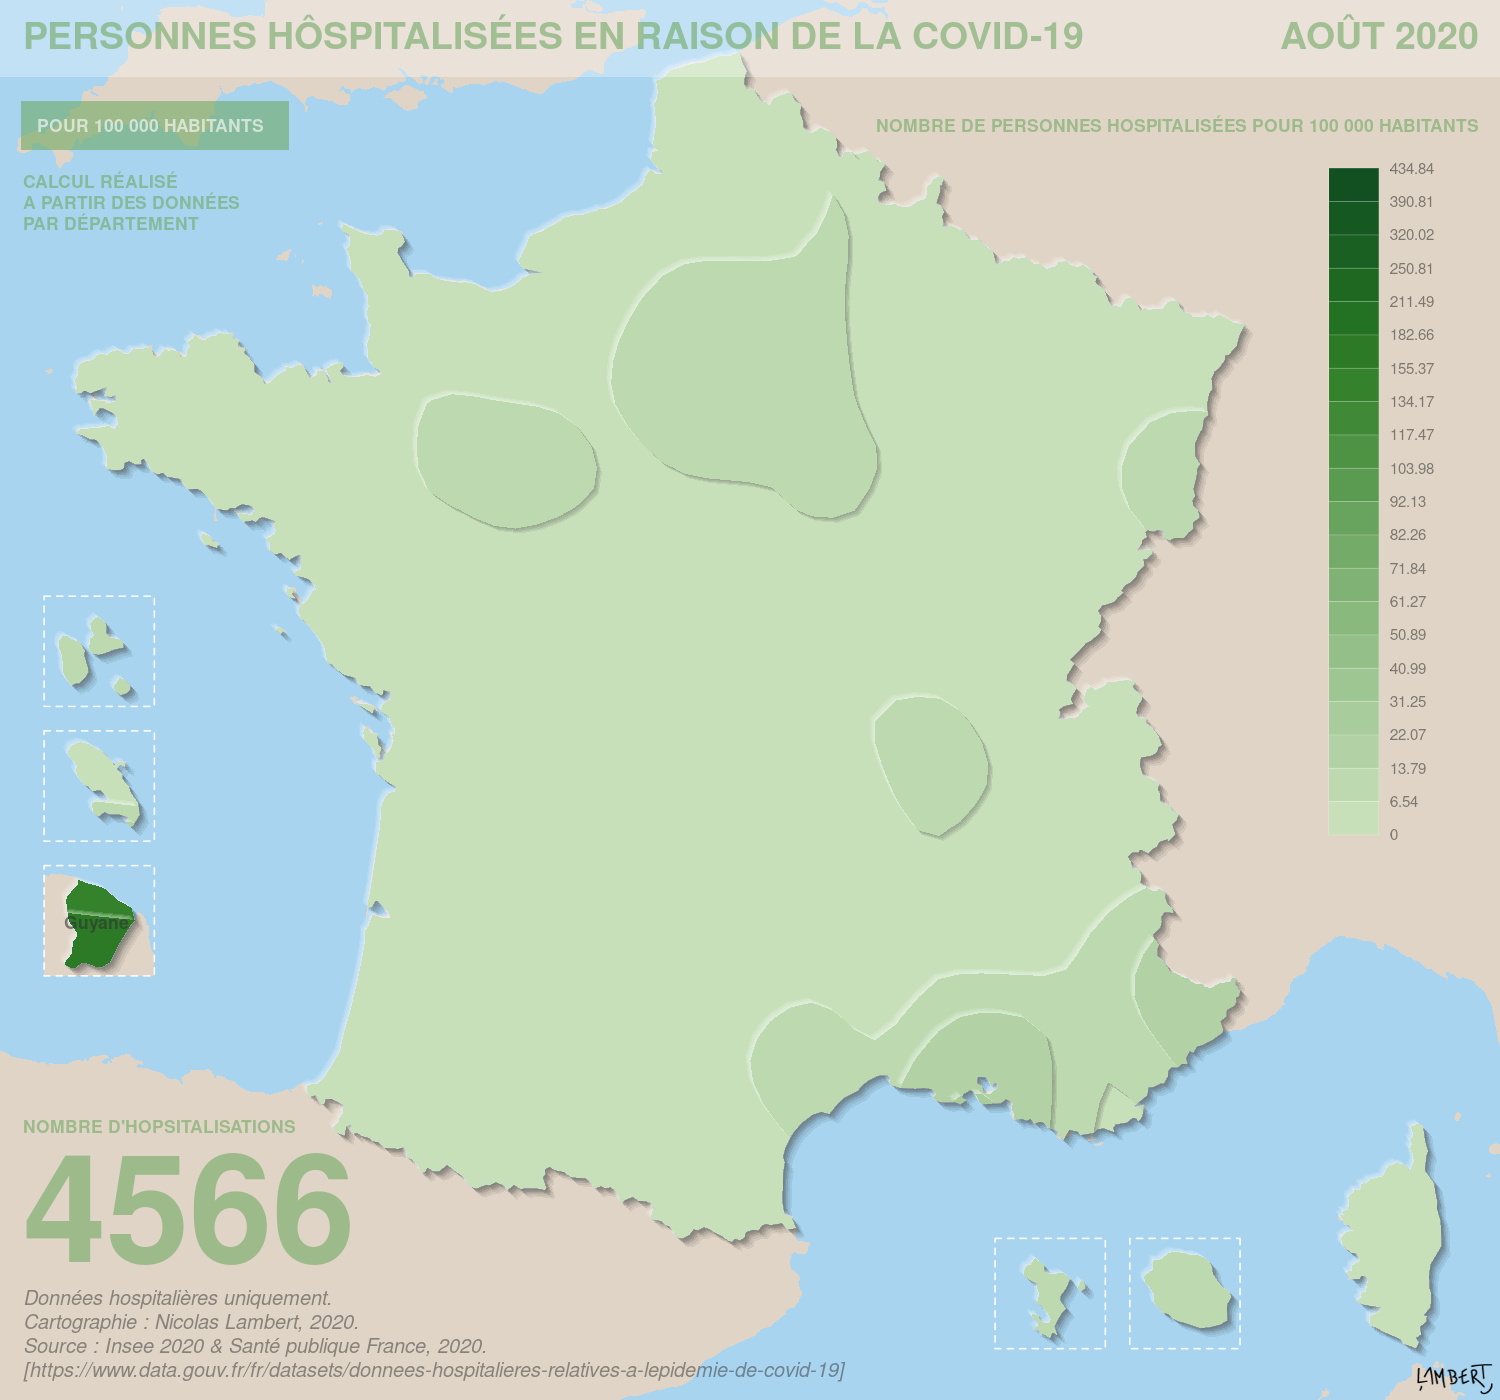 PERSONNES HÔSPITALISÉES EN RAISON DE LA COVID-19
AOÛT 2020
POUR 100 000 HABITANTS
CALCUL RÉALISÉ
A PARTIR DES DONNÉES
PAR DÉPARTEMENT
NOMBRE DE PERSONNES HOSPITALISÉES POUR 100 000 HABITANTS
434.84
390.81
320.02
250.81
211.49
182.66
155.37
134.17
117.47
103.98
92.13
82.26
71.84
61.27
50.89
40.99
31.25
22.07
13.79
6.54
0
Guyane
NOMBRE D'HOPSITALISATIONS
4566
Données hospitalières uniquement.
Cartographie : Nicolas Lambert, 2020.
Source : Insee 2020 & Santé publique France, 2020.
[https://www.data.gouv.fr/fr/datasets/donnees-hospitalieres-relatives-a-lepidemie-de-covid-19]
LAMBERT